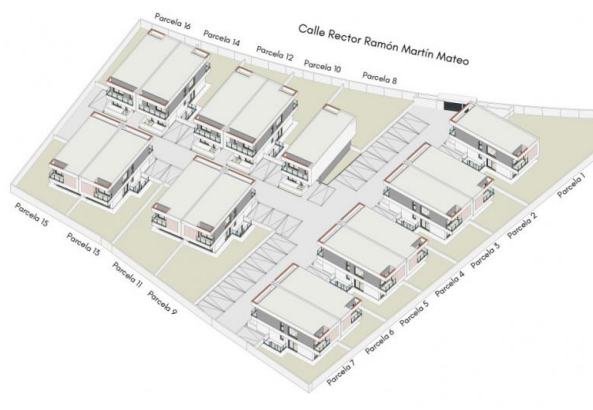 Calle Rector Ramón Martín Mateo
Parcela 16
Parcela 14
Parcela 12
Parcela 10
Parcela 8
Parcela 1
Parcela 2
Parcela 3
Parcela 4
Parcela 5
Parcela 6
Parcela 7
Parcela 15
Parcela 13
Parcela 11
Parcela 9